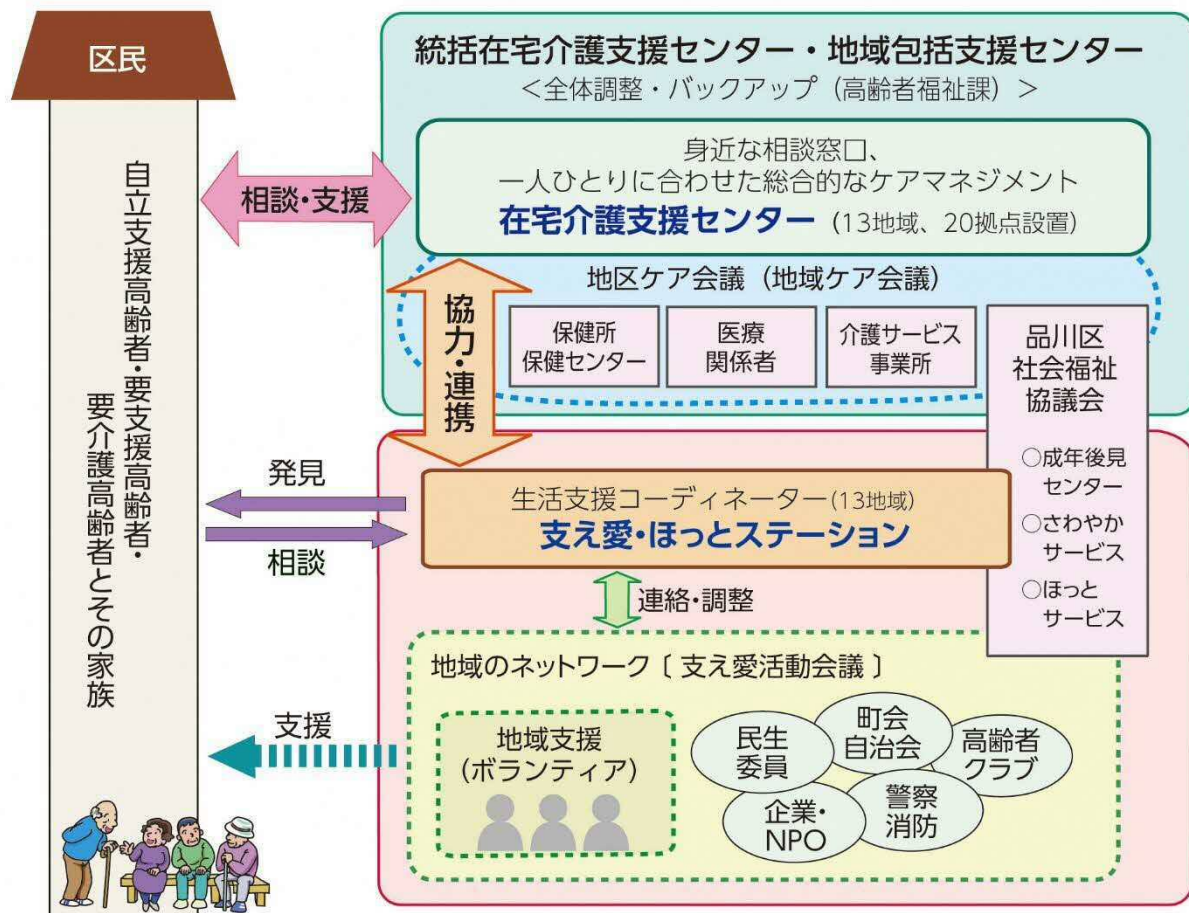 区民
自立支援高齢者・要支援高齢者・
要介護高齢者とその家族
統括在宅介護支援センター・地域包括支援センター
＜全体調整・バックアップ（高齢者福祉課）＞
身近な相談窓口、
一人ひとりに合わせた総合的なケアマネジメント
在宅介護支援センター（13地域、20拠点設置）
相談・支援
地区ケア会議（地域ケア会議）
保健所
保健センター
医療
関係者
介護サービス
事業所
品川区
社会福祉
協議会
○成年後見
センター
○さわやか
サービス
○ほっと
サービス
協力・連携
発見
相談
生活支援コーディネーター（13地域）
支え愛・ほっとステーション
連絡・調整
地域のネットワーク〔支え愛活動会議〕
支援
地域支援
（ボランティア）
民生
委員
町会
自治会
高齢者
クラブ
企業・
NPO
警察
消防